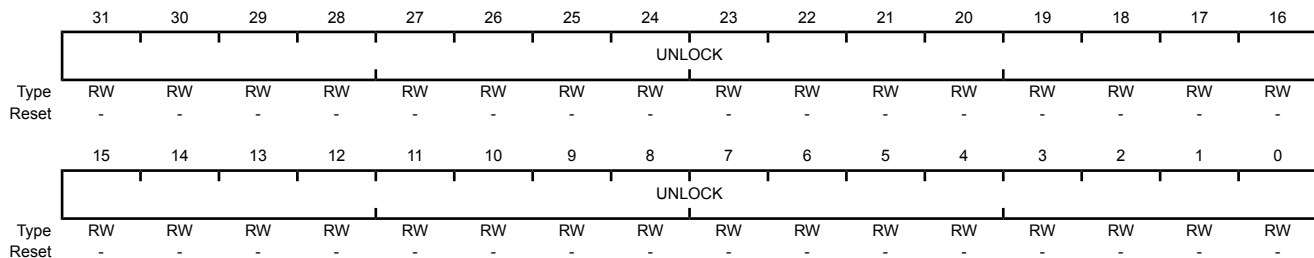 31 30 29 28 27 26 25 24 23 22 21 20 19 18 17 16
UNLOCK
Type RW RW RW RW RW RW RW RW RW RW RW RW RW RW RW RW
Reset - - - - - - - - - - - - - - - -
15 14 13 12 11 10 9 8 7 6 5 4 3 2 1 0
UNLOCK
Type RW RW RW RW RW RW RW RW RW RW RW RW RW RW RW RW
Reset - - - - - - - - - - - - - - - -